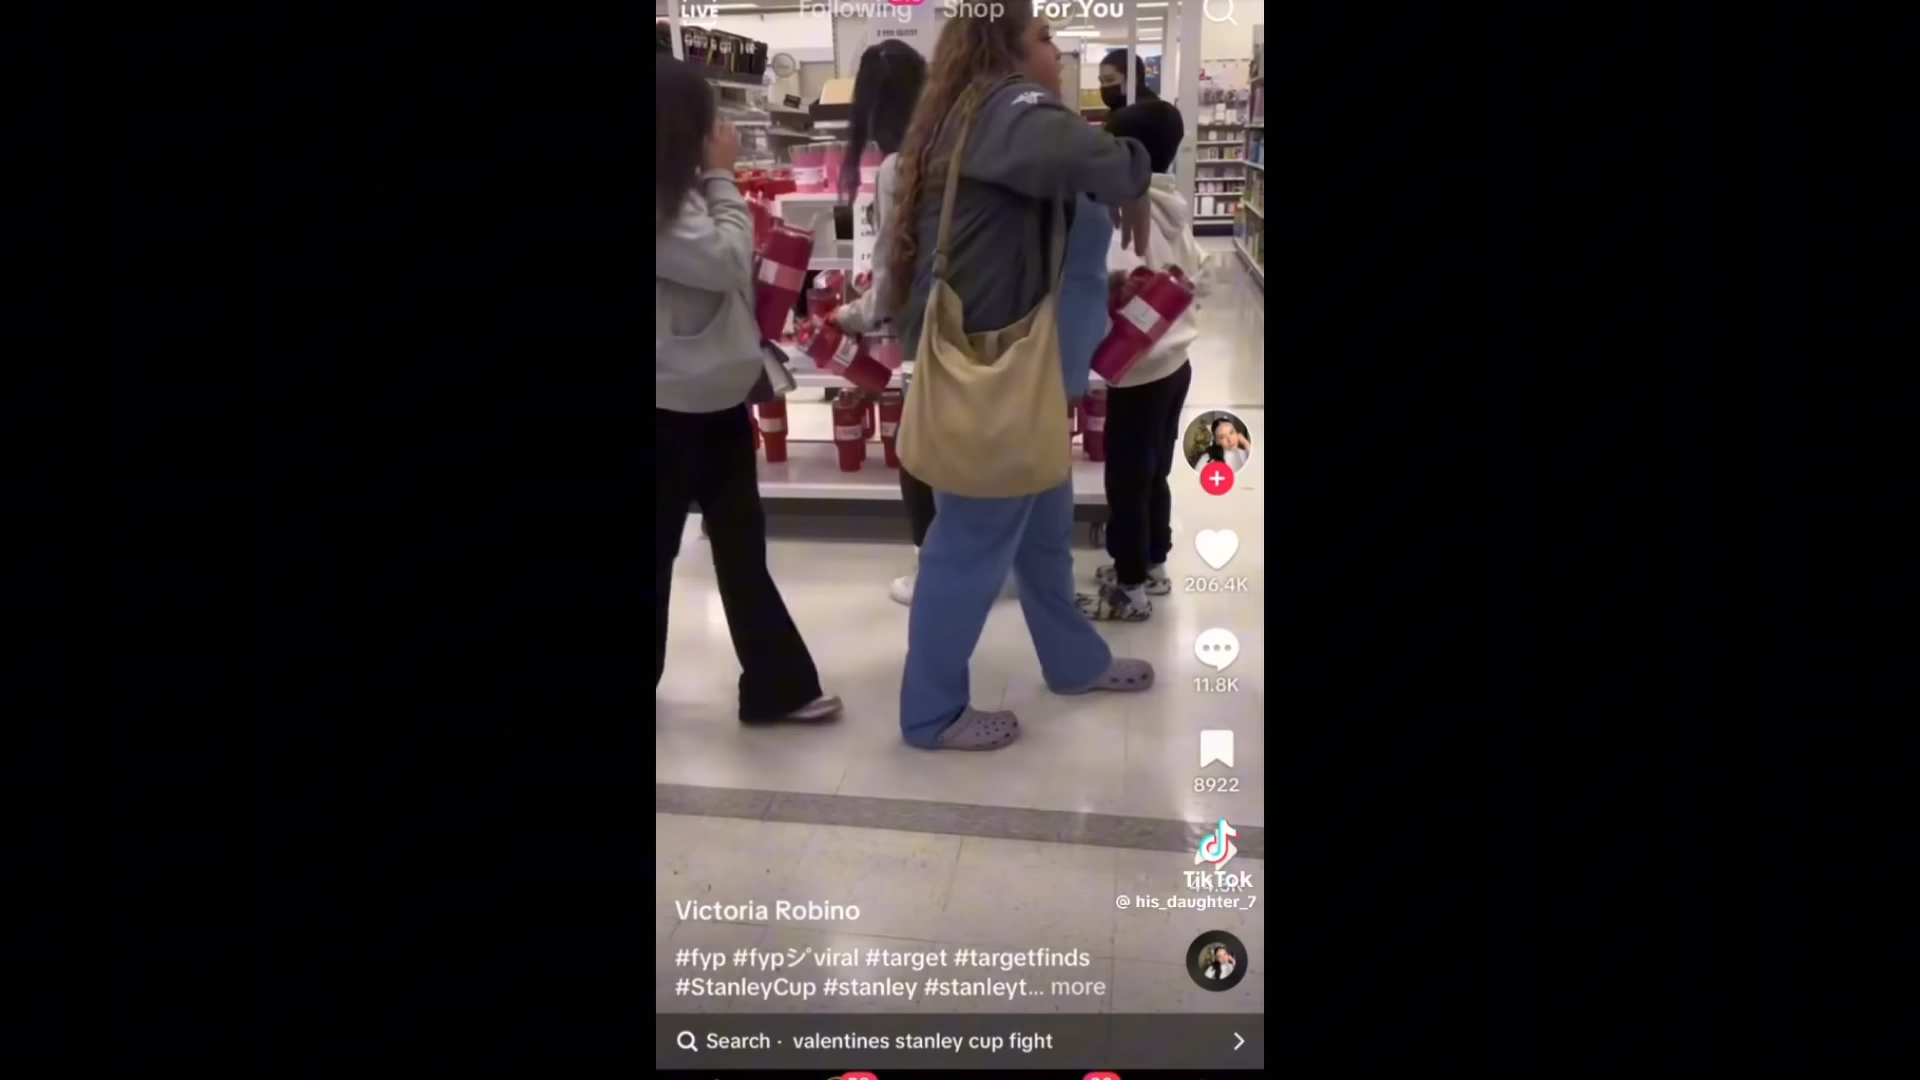 LIVE Following Shop For You
206.4K
11.8K
8922
TikTok
@ his_daughter_7
Victoria Robino
#fyp #fypシ゚viral #target #targetfinds
#StanleyCup #stanley #stanleyt... more
Search · valentines stanley cup fight